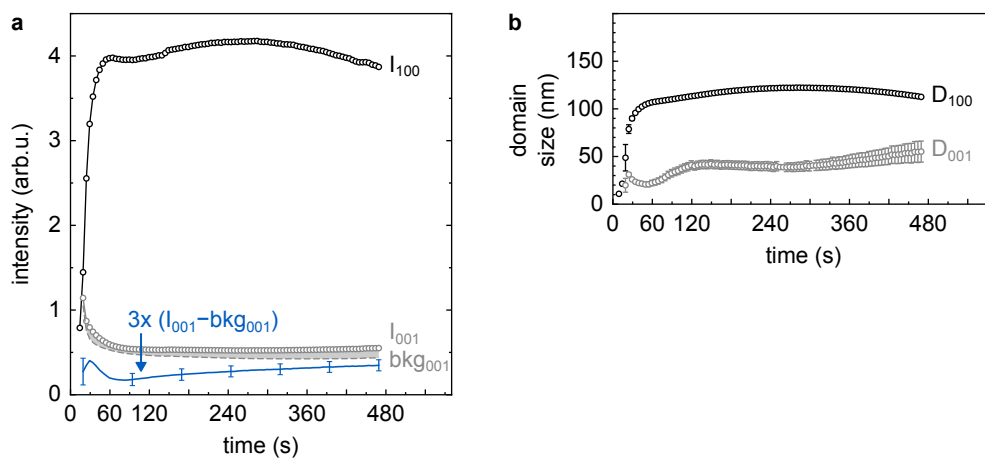 a
intensity (arb.u.)
4
3
2
1
0
I100
3x (I001−bkg001)
I001
bkg001
0 60 120 240 360 480
time (s)
b
domain
size (nm)
200
150
100
50
0
D100
D001
0 60 120 240 360 480
time (s)